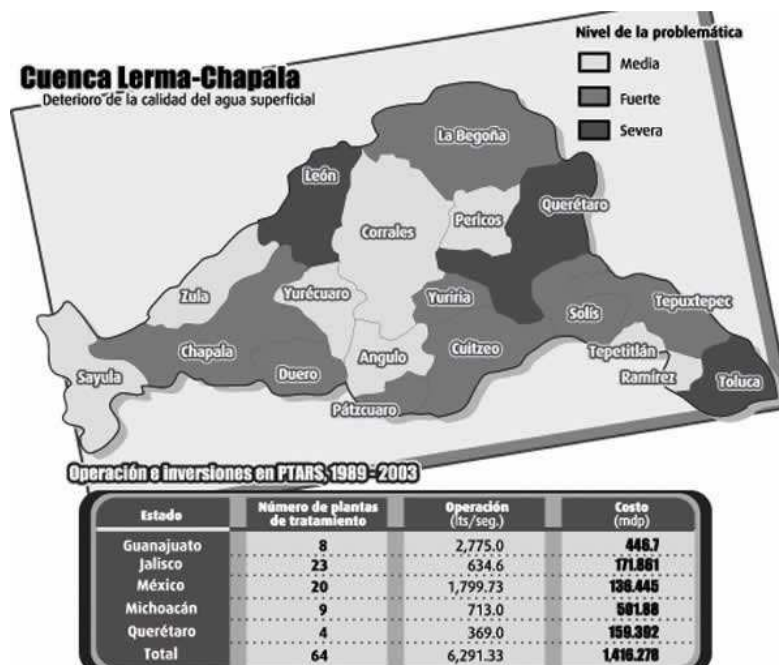 Cuenca Lerma-Chapala
Deterioro de la calidad del agua superficial
Nivel de la problemática
Media
Fuerte
Severa
La Begoña
León
Querétaro
Pericos
Corrales
Zula
Yurécuaro
Yuriria
Solís
Tepuxtepec
Chapala
Angulo
Cuitzeo
Tepetitlán
Sayula
Duero
Ramírez
Toluca
Pátzcuaro
Operación e inversiones en PTARS, 1989 - 2003
Estado Número de plantas de tratamiento Operación (lts/seg.) Costo (mdp)
Guanajuato 8 2,775.0 446.7
Jalisco 23 634.6 171.861
México 20 1,799.73 136.445
Michoacán 9 713.0 501.88
Querétaro 4 369.0 159.392
Total 64 6,291.33 1,416.278